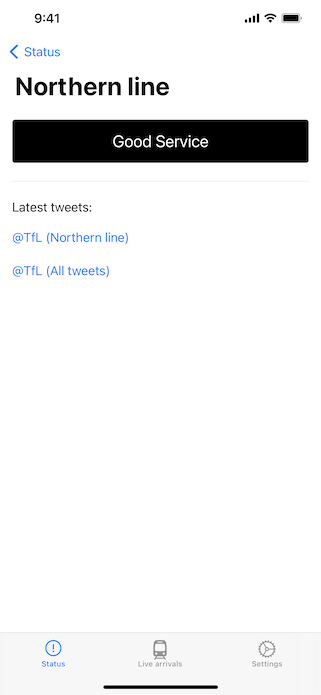 9:41
Status
Northern line
Good Service
Latest tweets:
@TfL (Northern line)
@TfL (All tweets)
Status
Live arrivals
Settings